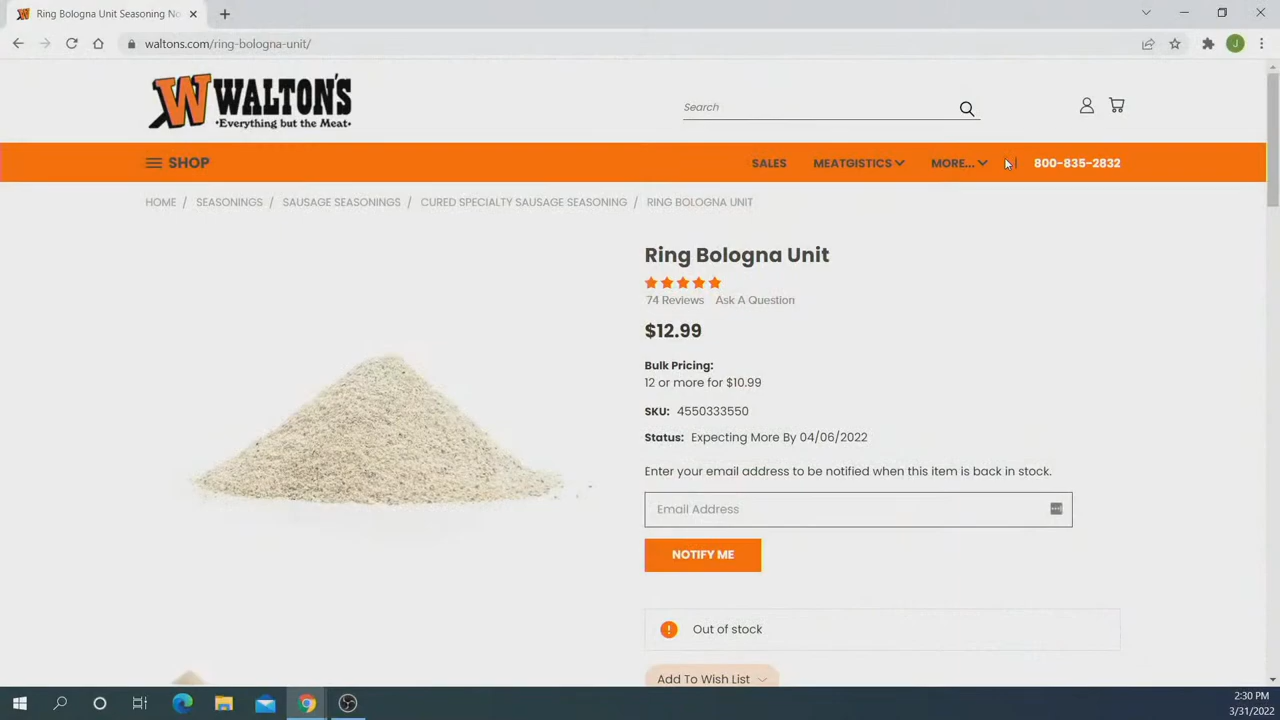 Ring Bologna Unit Seasoning No
waltons.com/ring-bologna-unit/
J
WALTON'S
•Everything but the Meat•
Search
SHOP
SALES
MEATGISTICS
MORE...
800-835-2832
HOME / SEASONINGS / SAUSAGE SEASONINGS / CURED SPECIALTY SAUSAGE SEASONING / RING BOLOGNA UNIT
Ring Bologna Unit
74 Reviews Ask A Question
$12.99
Bulk Pricing:
12 or more for $10.99
SKU: 4550333550
Status: Expecting More By 04/06/2022
Enter your email address to be notified when this item is back in stock.
Email Address
NOTIFY ME
Out of stock
Add To Wish List
2:30 PM
3/31/2022